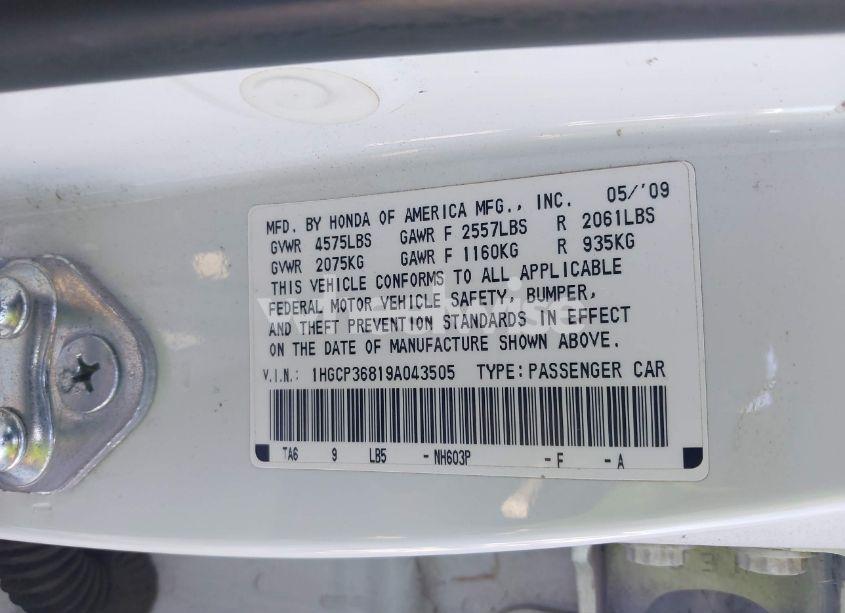 MFD. BY HONDA OF AMERICA MFG., INC. 05/'09
GVWR 4575LBS GAWR F 2557LBS R 2061LBS
GVWR 2075KG GAWR F 1160KG R 935KG
THIS VEHICLE CONFORMS TO ALL APPLICABLE
FEDERAL MOTOR VEHICLE SAFETY, BUMPER,
AND THEFT PREVENTION STANDARDS IN EFFECT
ON THE DATE OF MANUFACTURE SHOWN ABOVE.
V.I.N.: 1HGCP36819A043505 TYPE: PASSENGER CAR
TA6 9 LB5 -NH603P -F -A